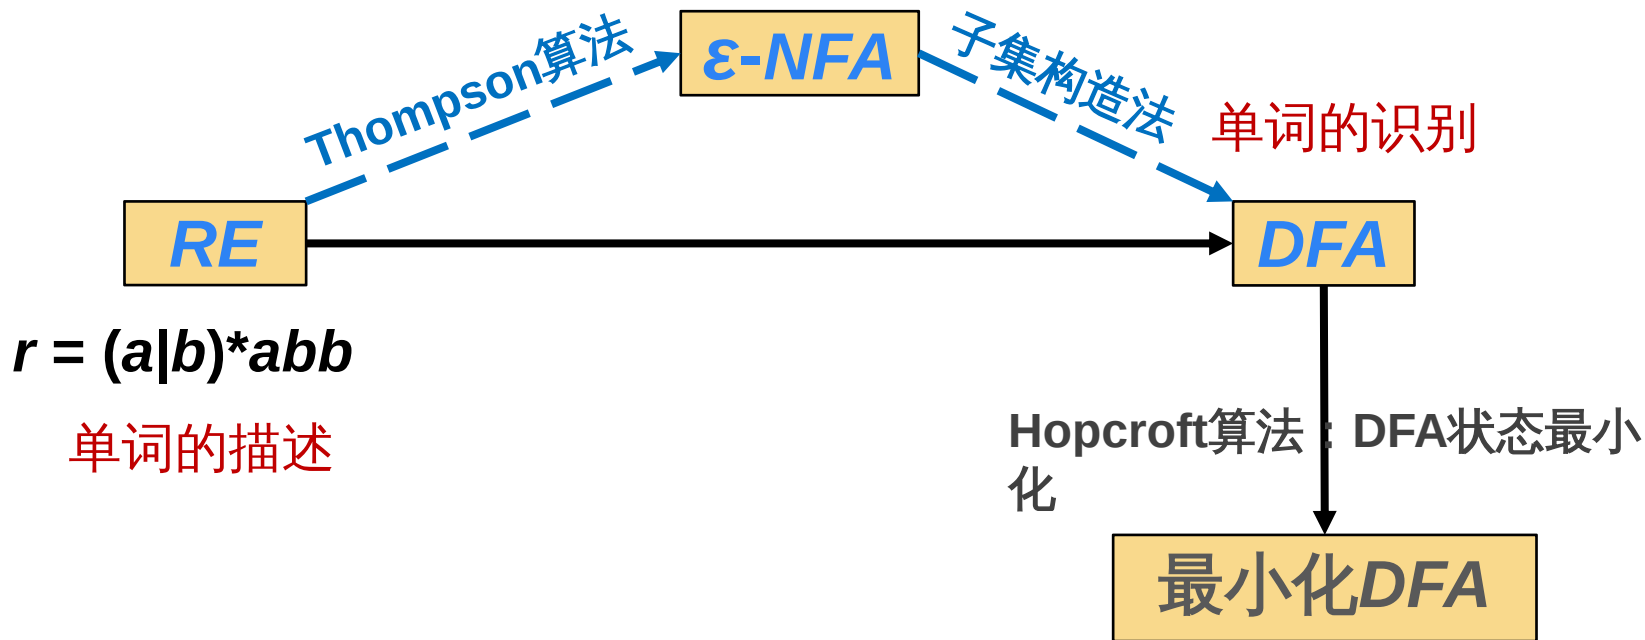 ε-NFA
Thompson算法
子集构造法
单词的识别
RE
DFA
r = (a|b)*abb
单词的描述
Hopcroft算法：DFA状态最小
化
最小化DFA